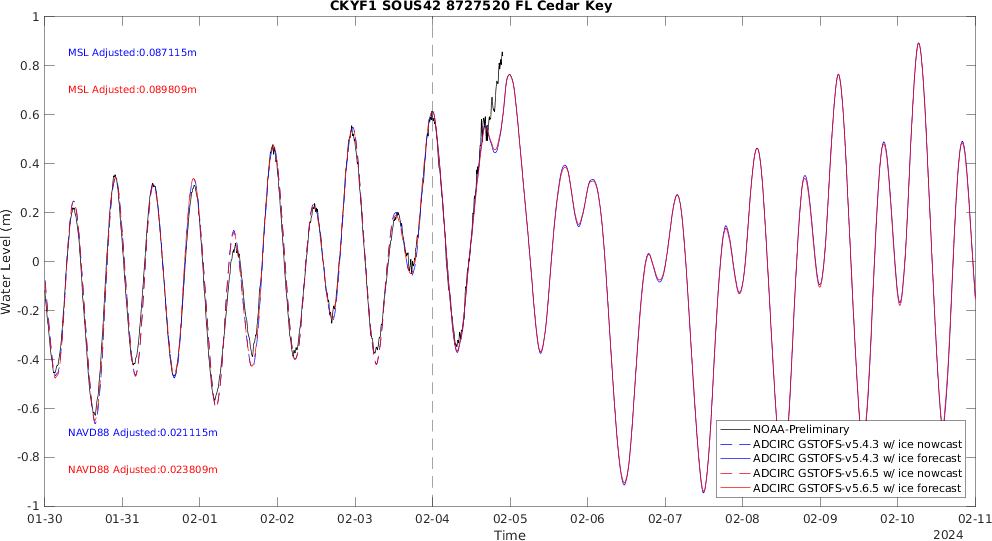 CKYF1 SOUS42 8727520 FL Cedar Key
1
0.8
0.6
0.4
0.2
0
-0.2
-0.4
-0.6
-0.8
-1
Water Level (m)
MSL Adjusted:0.087115m
MSL Adjusted:0.089809m
NAVD88 Adjusted:0.021115m
NAVD88 Adjusted:0.023809m
NOAA-Preliminary
ADCIRC GSTOFS-v5.4.3 w/ ice nowcast
ADCIRC GSTOFS-v5.4.3 w/ ice forecast
ADCIRC GSTOFS-v5.6.5 w/ ice nowcast
ADCIRC GSTOFS-v5.6.5 w/ ice forecast
01-30 01-31 02-01 02-02 02-03 02-04 02-05 02-06 02-07 02-08 02-09 02-10 02-11
Time
2024